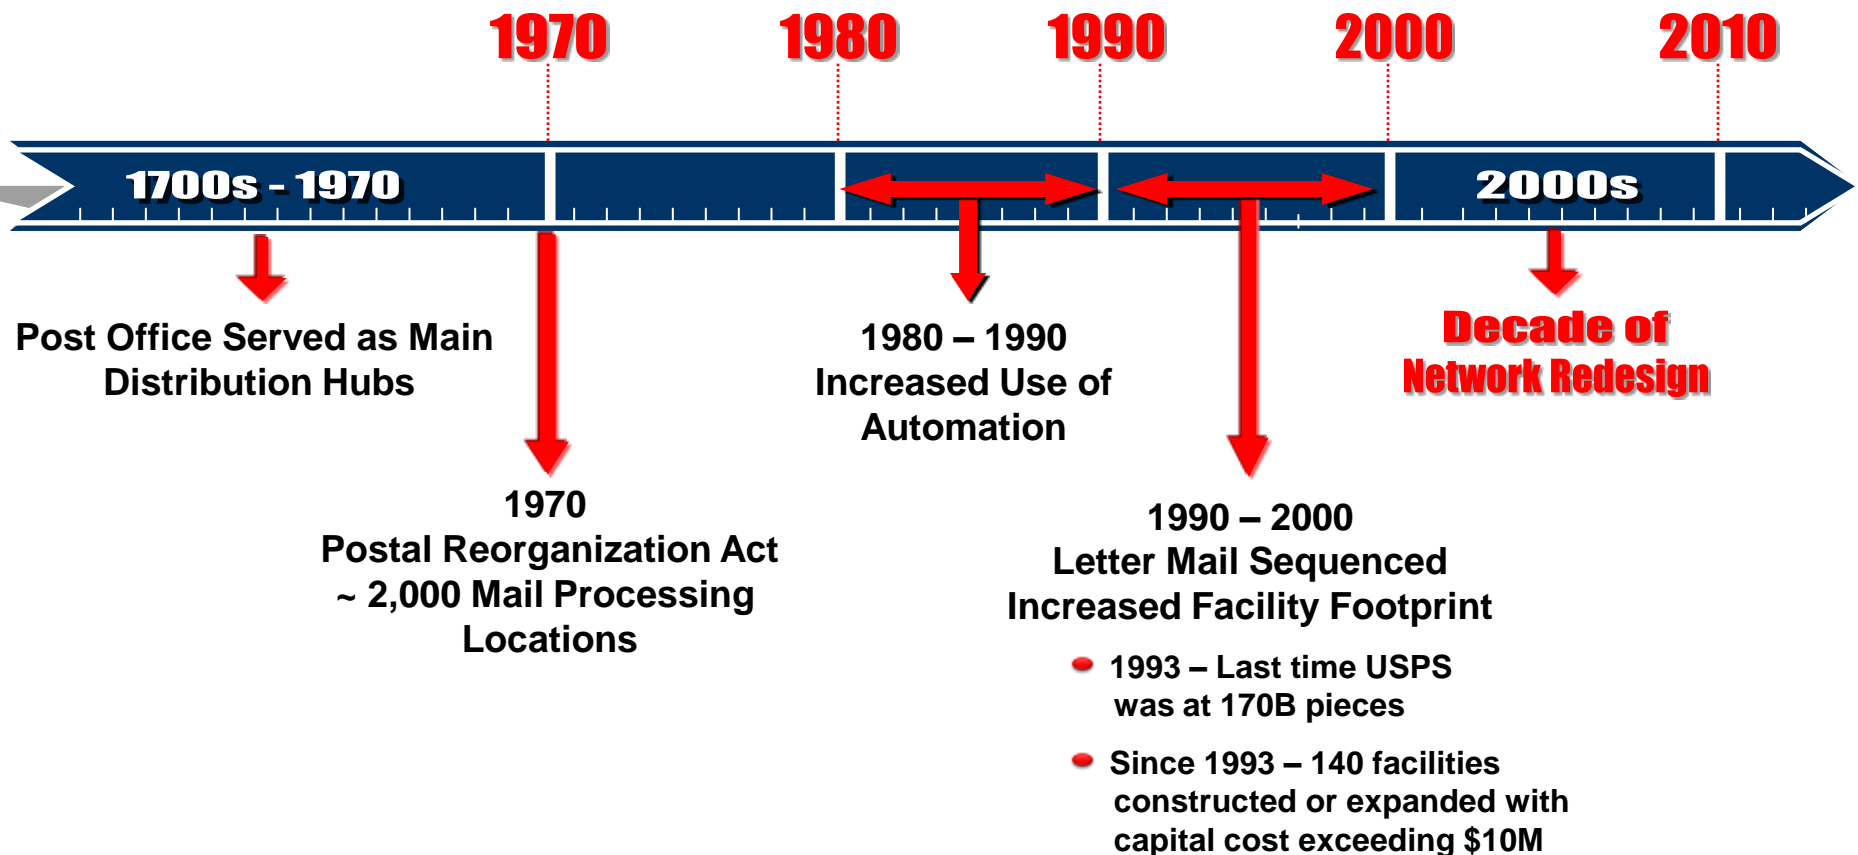 1970
1980
1990
2000
2010
1700s - 1970
2000s
Post Office Served as Main
Distribution Hubs
1970
Postal Reorganization Act
~ 2,000 Mail Processing
Locations
1980 – 1990
Increased Use of
Automation
1990 – 2000
Letter Mail Sequenced
Increased Facility Footprint
1993 – Last time USPS
was at 170B pieces
Since 1993 – 140 facilities
constructed or expanded with
capital cost exceeding $10M
Decade of
Network Redesign